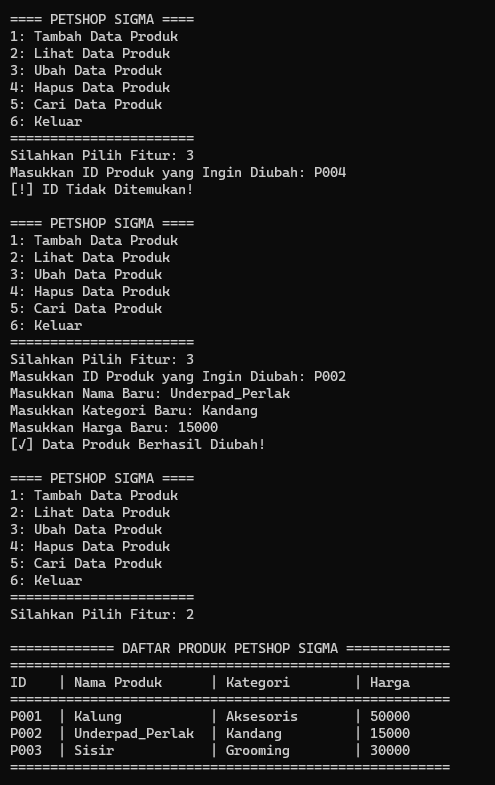 ==== PETSHOP SIGMA ====
1: Tambah Data Produk
2: Lihat Data Produk
3: Ubah Data Produk
4: Hapus Data Produk
5: Cari Data Produk
6: Keluar
=======================
Silahkan Pilih Fitur: 3
Masukkan ID Produk yang Ingin Diubah: P004
[!] ID Tidak Ditemukan!

==== PETSHOP SIGMA ====
1: Tambah Data Produk
2: Lihat Data Produk
3: Ubah Data Produk
4: Hapus Data Produk
5: Cari Data Produk
6: Keluar
=======================
Silahkan Pilih Fitur: 3
Masukkan ID Produk yang Ingin Diubah: P002
Masukkan Nama Baru: Underpad_Perlak
Masukkan Kategori Baru: Kandang
Masukkan Harga Baru: 15000
[√] Data Produk Berhasil Diubah!

==== PETSHOP SIGMA ====
1: Tambah Data Produk
2: Lihat Data Produk
3: Ubah Data Produk
4: Hapus Data Produk
5: Cari Data Produk
6: Keluar
=======================
Silahkan Pilih Fitur: 2

============= DAFTAR PRODUK PETSHOP SIGMA =============
=======================================================
ID    | Nama Produk      | Kategori        | Harga
=======================================================
P001  | Kalung           | Aksesoris       | 50000
P002  | Underpad_Perlak  | Kandang         | 15000
P003  | Sisir            | Grooming        | 30000
=======================================================